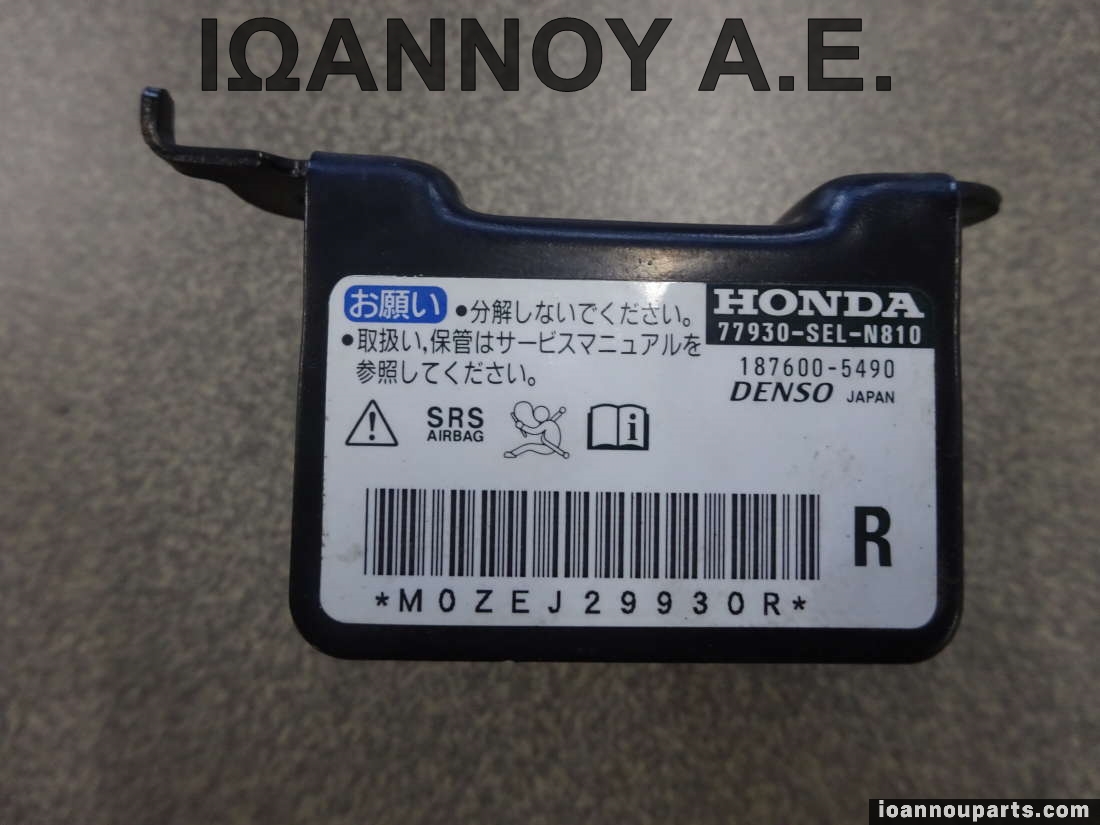 ΙΩΑΝΝΟΥ Α.Ε.
お願い •分解しないでください。
•取扱い,保管はサービスマニュアルを
参照してください。
HONDA
77930-SEL-N810
187600-5490
DENSO JAPAN
SRS
AIRBAG
i
R
*M0ZEJ29930R*
ioannouparts.com